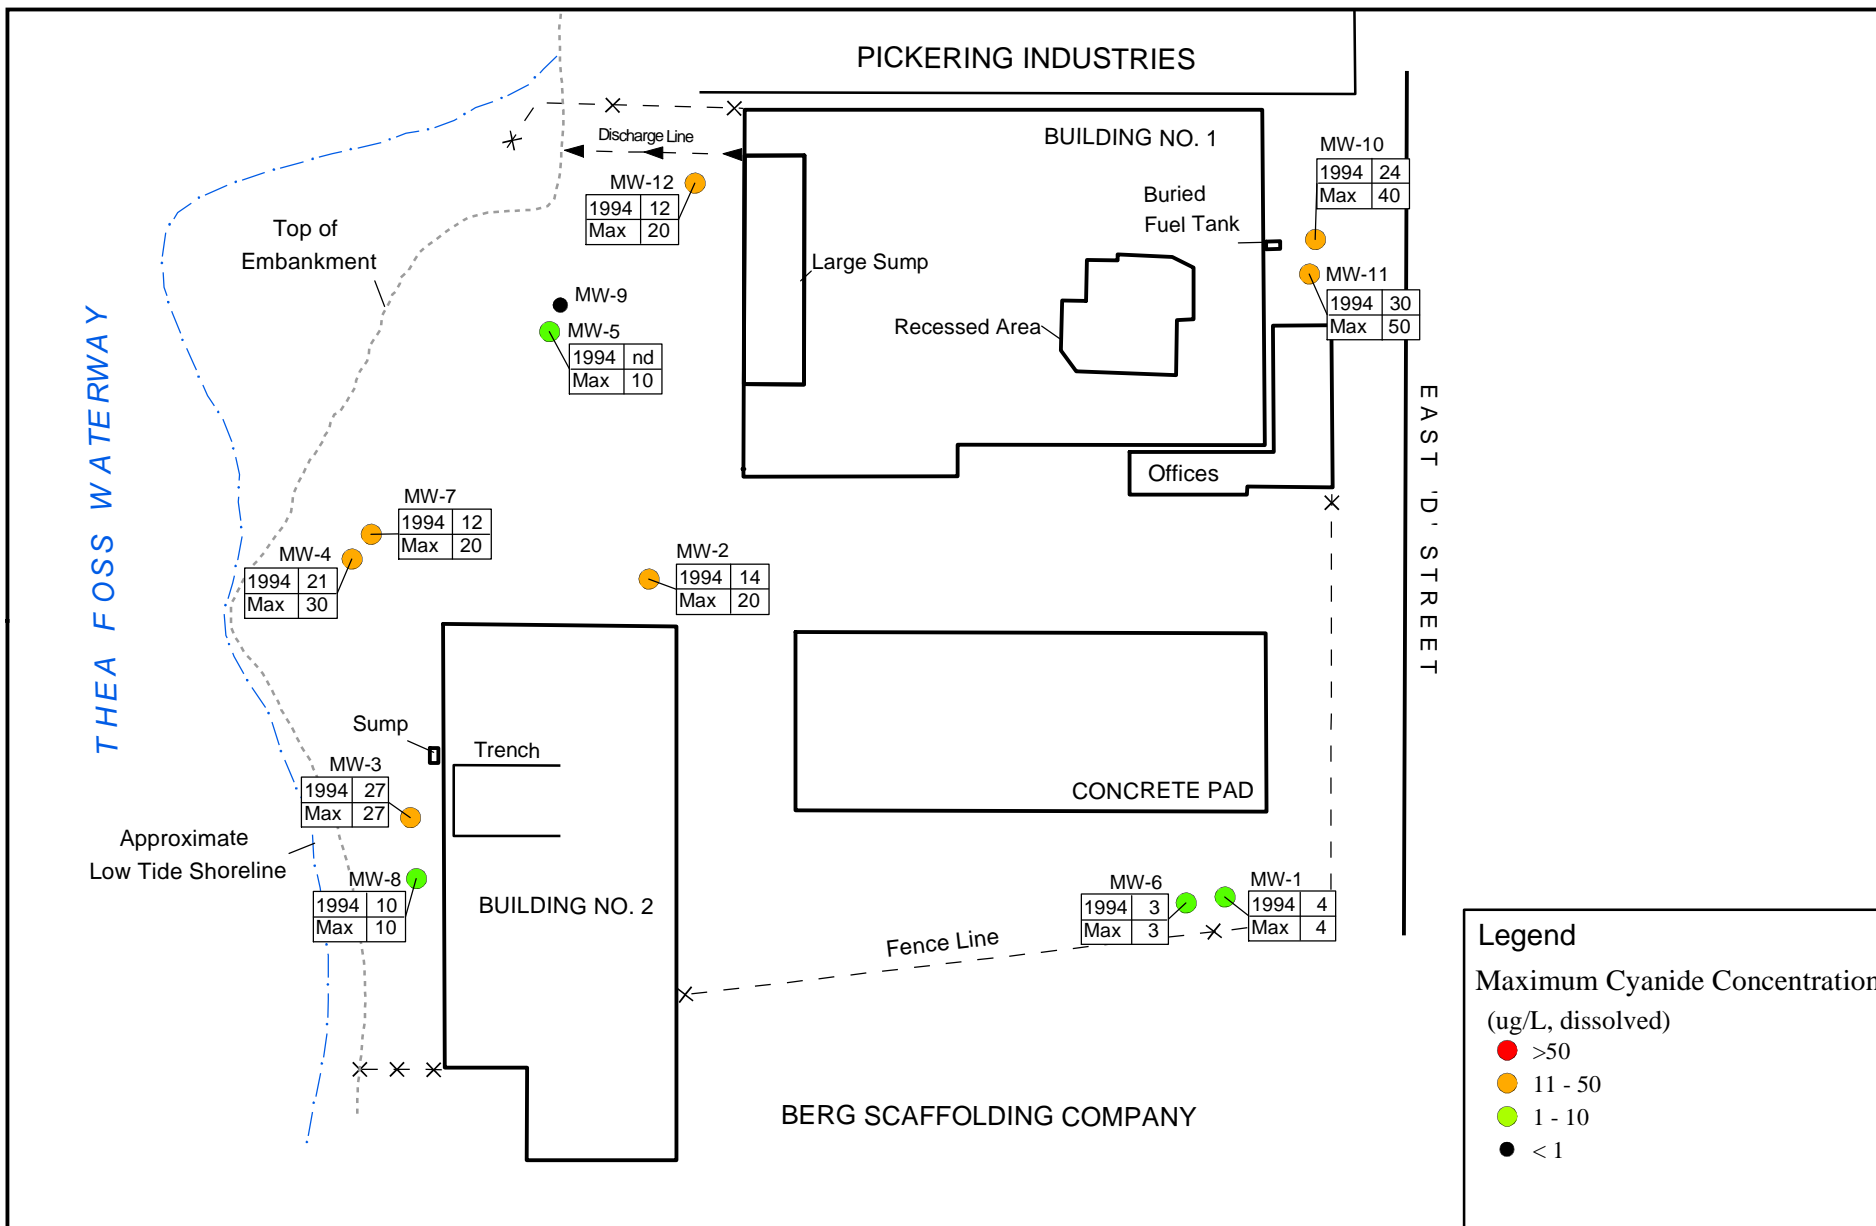 PICKERING INDUSTRIES
BUILDING NO. 1
Discharge Line
MW-10
1994 24
Max 40
MW-12
1994 12
Max 20
Buried
Fuel Tank
Top of
Embankment
Large Sump
MW-11
1994 30
Max 50
MW-9
MW-5
1994 nd
Max 10
Recessed Area
THEA FOSS WATERWAY
EAST 'D' STREET
Offices
MW-7
1994 12
Max 20
MW-4
1994 21
Max 30
MW-2
1994 14
Max 20
Sump
Trench
MW-3
1994 27
Max 27
CONCRETE PAD
Approximate
Low Tide Shoreline
MW-8
1994 10
Max 10
BUILDING NO. 2
MW-6
1994 3
Max 3
MW-1
1994 4
Max 4
Fence Line
BERG SCAFFOLDING COMPANY
Legend
Maximum Cyanide Concentration
(ug/L, dissolved)
>50
11 - 50
1 - 10
< 1